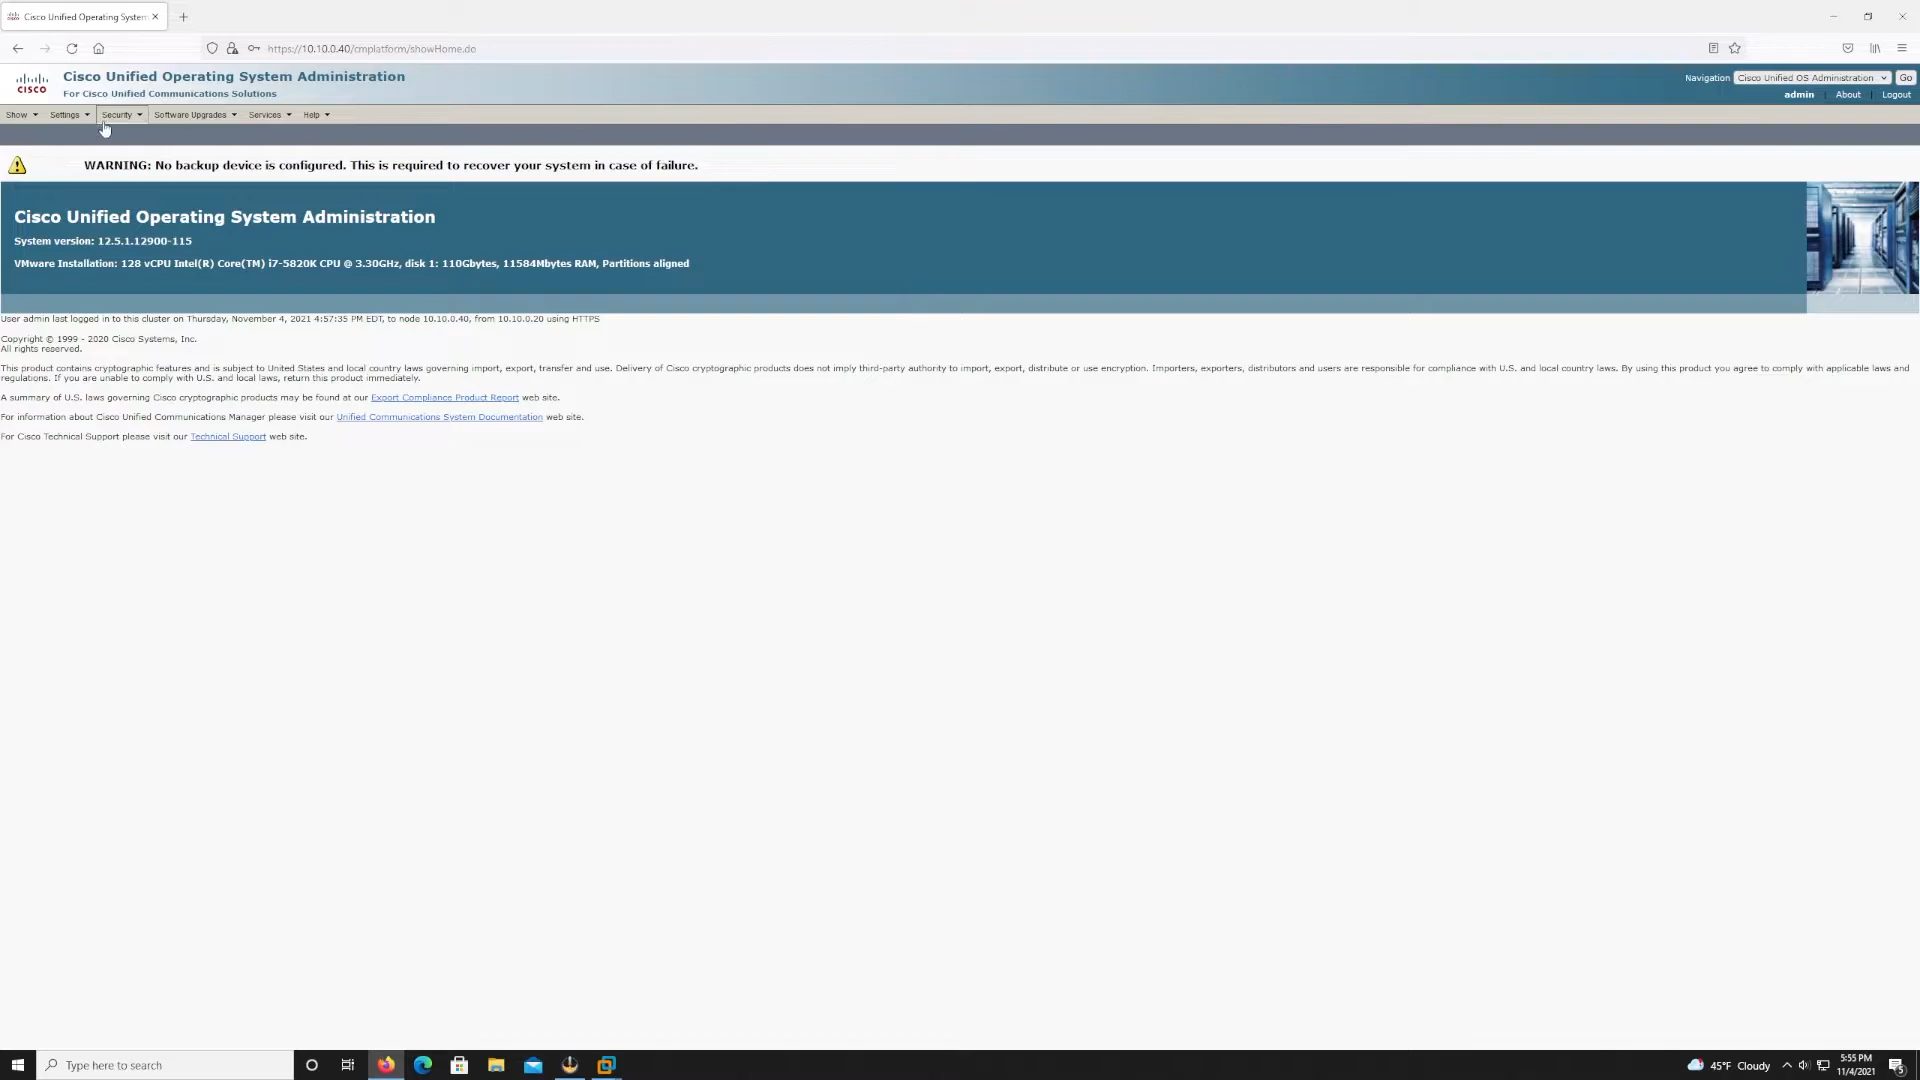 Cisco Unified Operating System
https://10.10.0.40/cmplatform/showHome.do
CISCO
Cisco Unified Operating System Administration
For Cisco Unified Communications Solutions
Navigation Cisco Unified OS Administration Go
admin About Logout
Show Settings Security Software Upgrades Services Help
WARNING: No backup device is configured. This is required to recover your system in case of failure.
Cisco Unified Operating System Administration
System version: 12.5.1.12900-115
VMware Installation: 128 vCPU Intel(R) Core(TM) i7-5820K CPU @ 3.30GHz, disk 1: 110Gbytes, 11584Mbytes RAM, Partitions aligned
User admin last logged in to this cluster on Thursday, November 4, 2021 4:57:35 PM EDT, to node 10.10.0.40, from 10.10.0.20 using HTTPS
Copyright © 1999 - 2020 Cisco Systems, Inc.
All rights reserved.
This product contains cryptographic features and is subject to United States and local country laws governing import, export, transfer and use. Delivery of Cisco cryptographic products does not imply third-party authority to import, export, distribute or use encryption. Importers, exporters, distributors and users are responsible for compliance with U.S. and local country laws. By using this product you agree to comply with applicable laws and
regulations. If you are unable to comply with U.S. and local laws, return this product immediately.
A summary of U.S. laws governing Cisco cryptographic products may be found at our Export Compliance Product Report web site.
For information about Cisco Unified Communications Manager please visit our Unified Communications System Documentation web site.
For Cisco Technical Support please visit our Technical Support web site.
Type here to search
45°F Cloudy
5:55 PM
11/4/2021
5